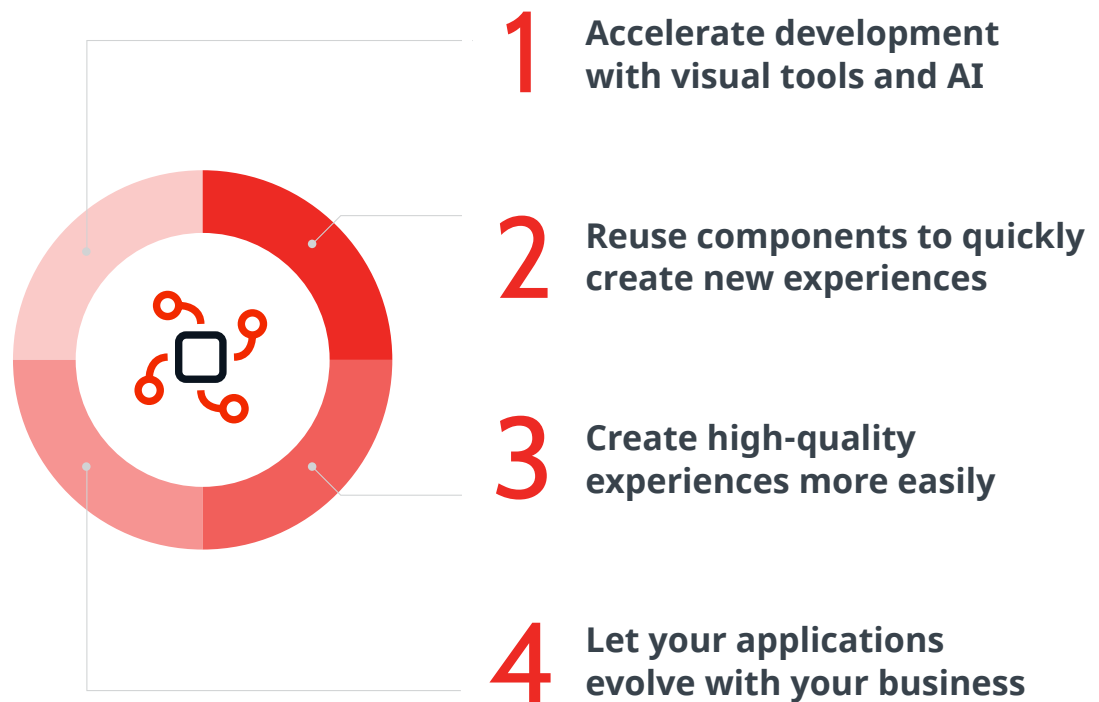 1
Accelerate development
with visual tools and AI
2
Reuse components to quickly
create new experiences
3
Create high-quality
experiences more easily
4
Let your applications
evolve with your business